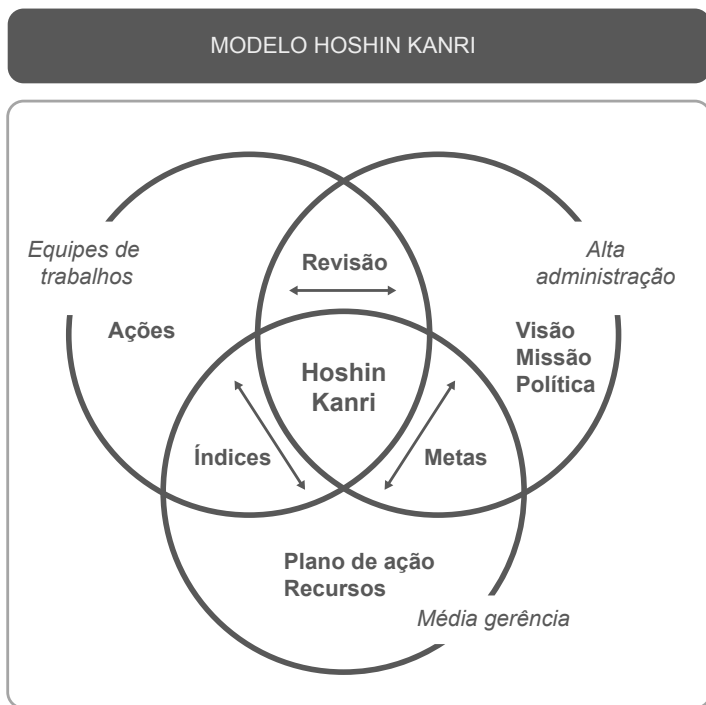 MODELO HOSHIN KANRI
Equipes de
trabalhos
Revisão
Alta
administração
Ações
Visão
Missão
Política
Hoshin
Kanri
Índices
Metas
Plano de ação
Recursos
Média gerência